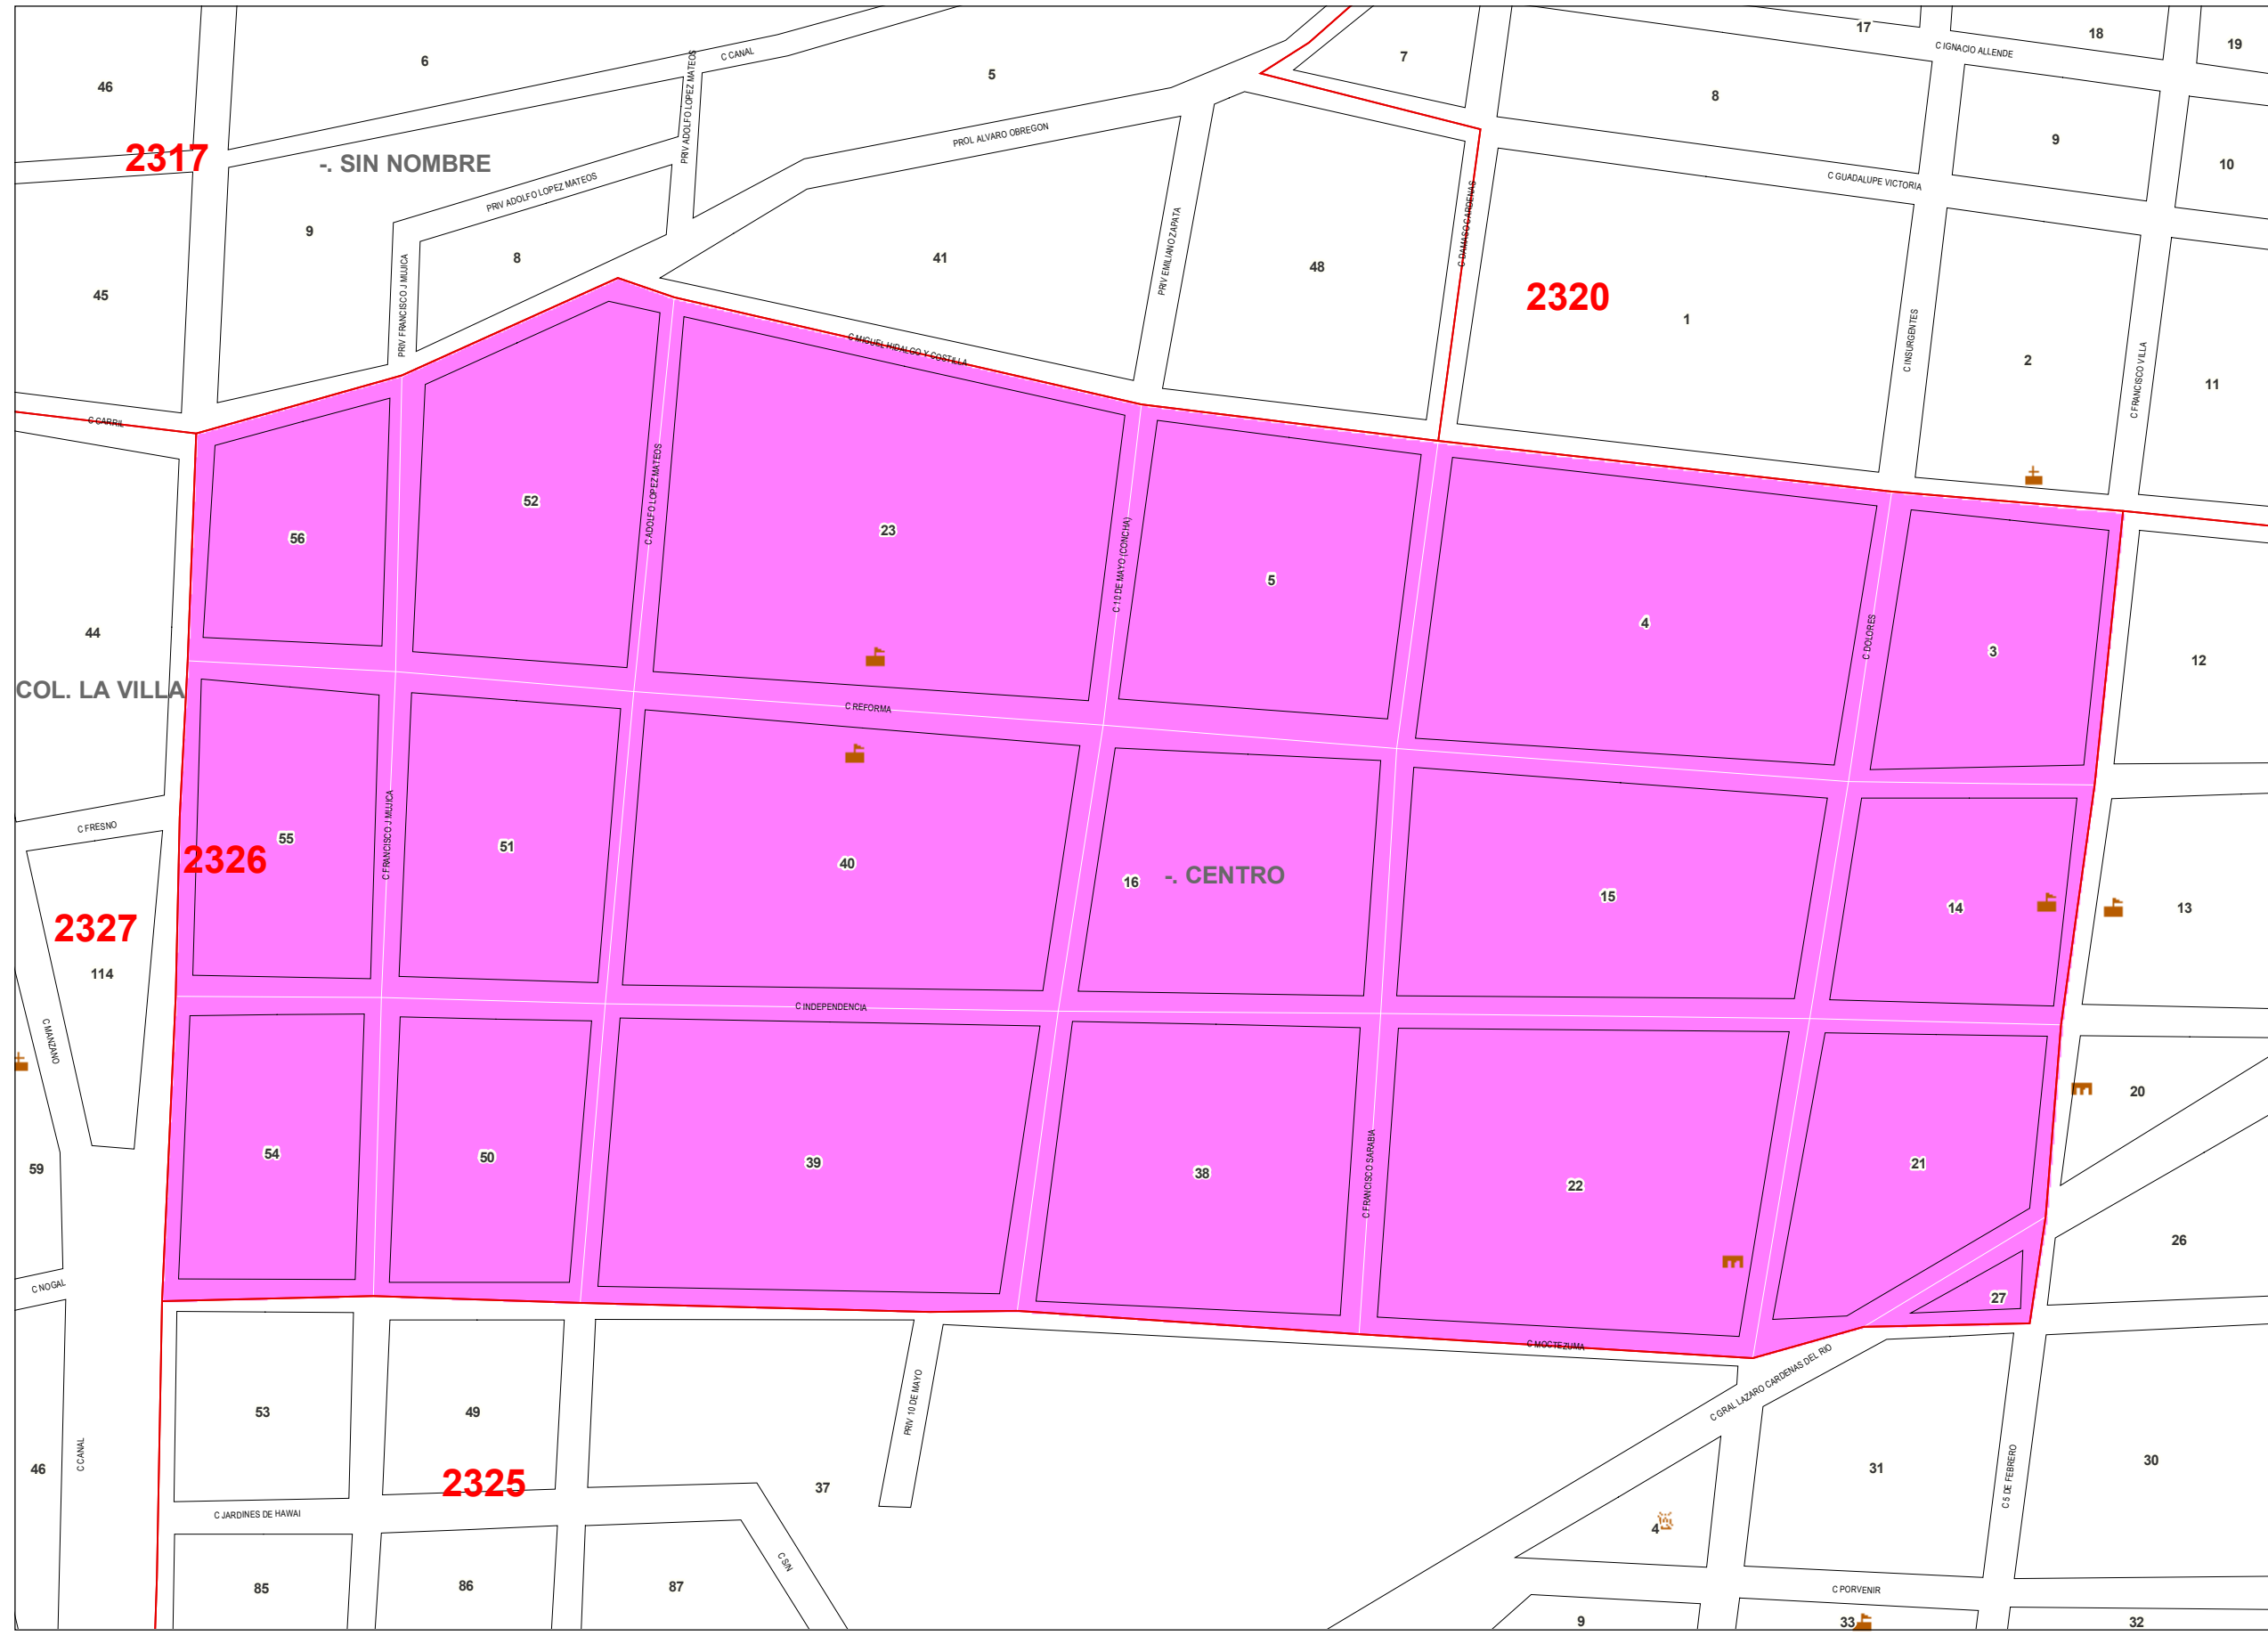 17
18
19
C IGNACIO ALLENDE
6
C CANAL
46
5
7
8
PRIV ADOLFO LOPEZ MATEOS
PROL ALVARO OBREGON
9
10
2317
-. SIN NOMBRE
C GUADALUPE VICTORIA
PRIV ADOLFO LOPEZ MATEOS
9
8
41
PRIV EMILIANO ZAPATA
48
C DAMASO CARDENAS
45
PRIV FRANCISCO J MUJICA
2320
1
C INSURGENTES
2
C FRANCISCO VILLA
11
C MIGUEL HIDALGO Y COSTILLA
C CARRIL
56
52
C ADOLFO LOPEZ MATEOS
23
C 10 DE MAYO (CONCHA)
5
4
C DOLORES
3
12
44
COL. LA VILLA
C REFORMA
C FRESNO
55
C FRANCISCO J MUJICA
51
40
16
-. CENTRO
15
14
13
2326
2327
114
C MANZANO
C INDEPENDENCIA
20
59
54
50
39
38
C FRANCISCO SARABIA
22
21
26
27
C NOGAL
C MOCTEZUMA
C GRAL LAZARO CARDENAS DEL RIO
53
49
PRIV 10 DE MAYO
46
C CANAL
2325
37
31
C 5 DE FEBRERO
30
C JARDINES DE HAWAI
4
C S/N
85
86
87
C PORVENIR
9
33
32